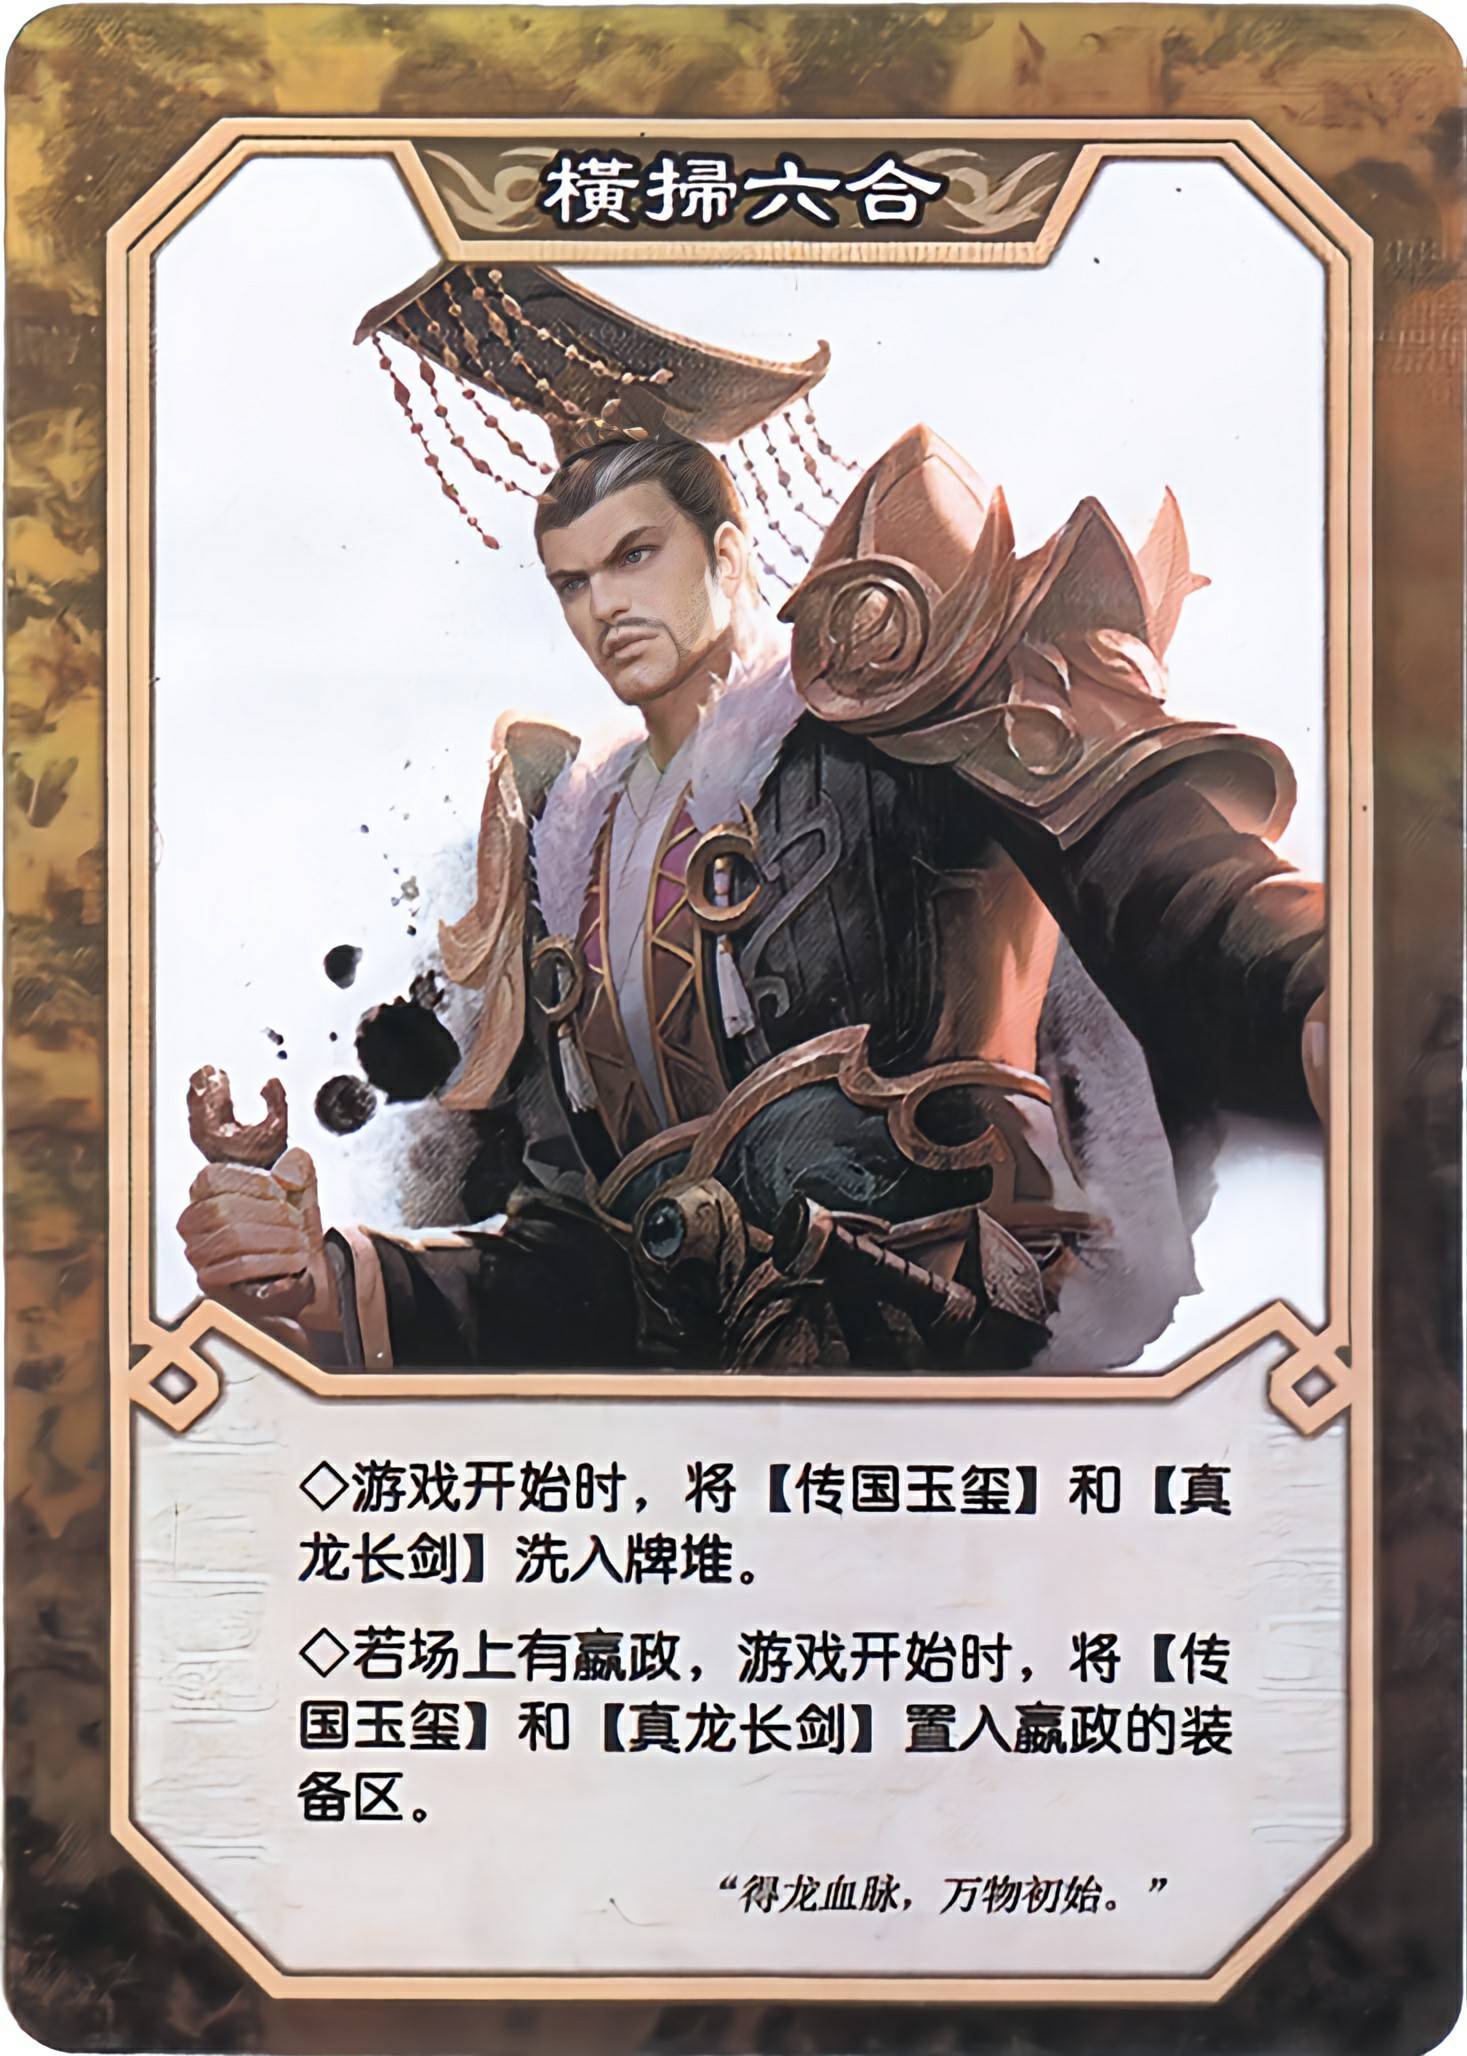 橫掃六合
◇游戏开始时，将【传国玉玺】和【真
龙长剑】洗入牌堆。
◇若场上有嬴政，游戏开始时，将【传
国玉玺】和【真龙长剑】置入嬴政的装
备区。
“得龙血脉，万物初始。”